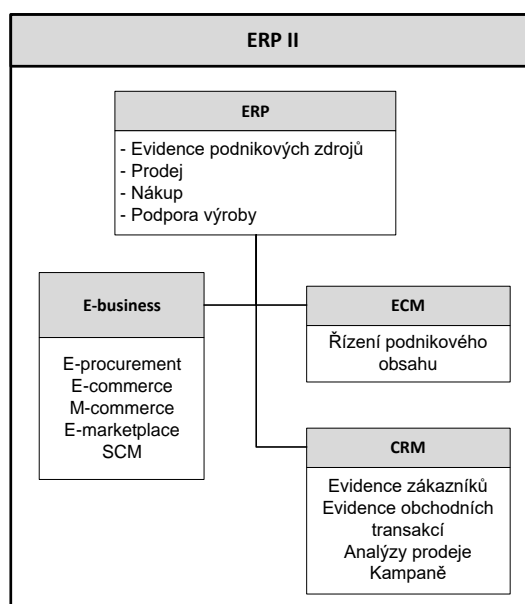 ERP II
ERP
- Evidence podnikových zdrojů
- Prodej
- Nákup
- Podpora výroby
E-business
E-procurement
E-commerce
M-commerce
E-marketplace
SCM
ECM
Řízení podnikového
obsahu
CRM
Evidence zákazníků
Evidence obchodních
transakcí
Analýzy prodeje
Kampaně